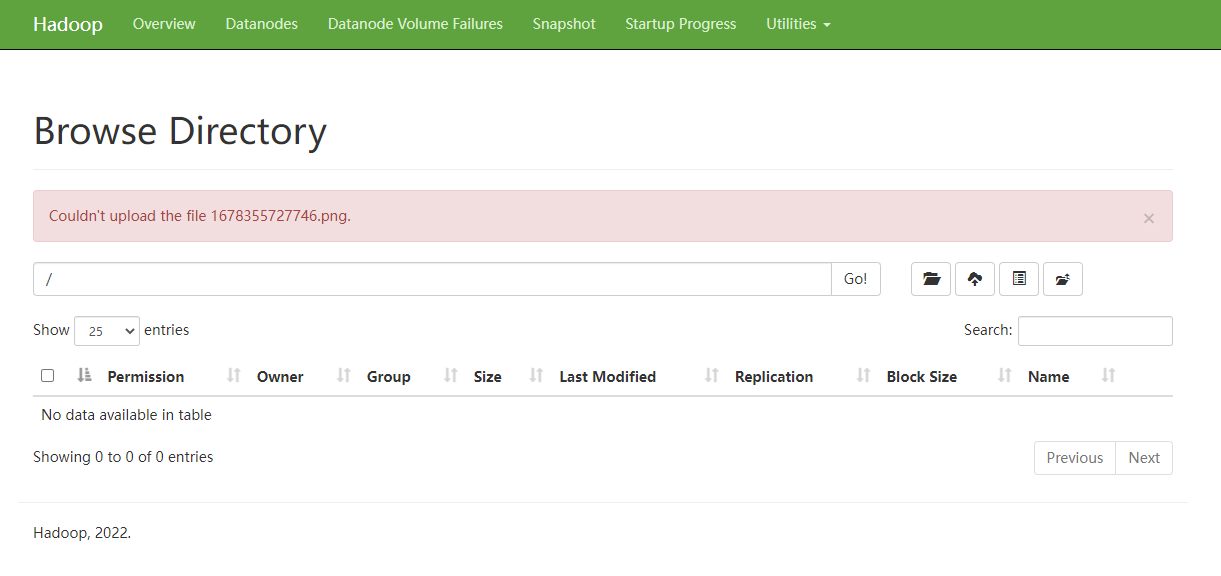 Hadoop Overview Datanodes Datanode Volume Failures Snapshot Startup Progress Utilities
Browse Directory
Couldn't upload the file 1678355727746.png. ×
/ Go!
Show 25 entries Search:
Permission Owner Group Size Last Modified Replication Block Size Name
No data available in table
Showing 0 to 0 of 0 entries Previous Next
Hadoop, 2022.